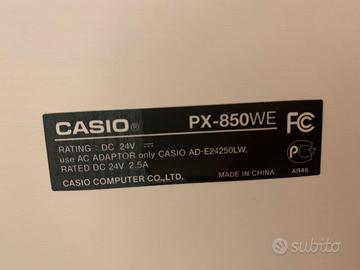 CASIO® PX-850WE FC
RATING : DC 24V ⎓
use AC ADAPTOR only CASIO AD-E24250LW,
RATED DC 24V 2.5A
CASIO COMPUTER CO.,LTD. MADE IN CHINA AR46
subito